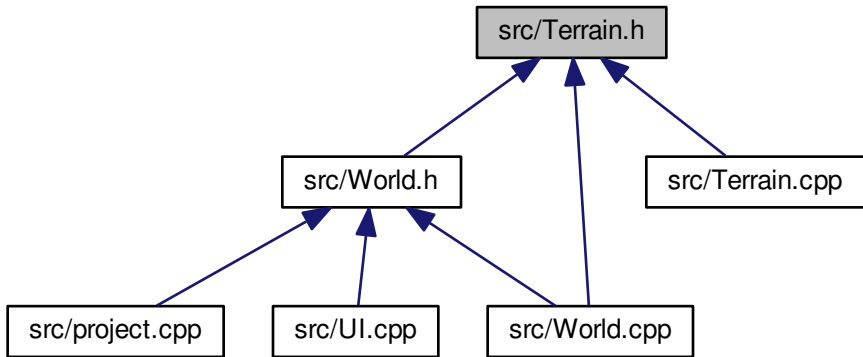 src/Terrain.h
src/World.h
src/Terrain.cpp
src/project.cpp
src/UI.cpp
src/World.cpp